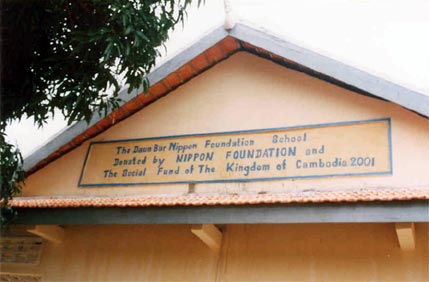 The Daun Bar Nippon Foundation School
Donated by NIPPON FOUNDATION and
The Social Fund of The Kingdom of Cambodia 2001